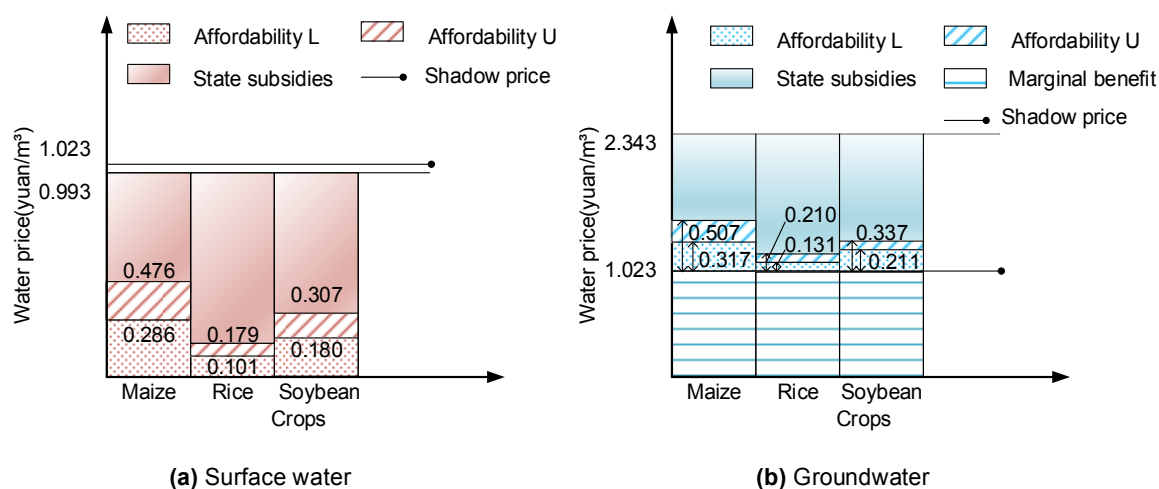 Affordability L
Affordability U
State subsidies
Shadow price
Water price(yuan/m³)
1.023
0.993
0.476
0.286
0.179
0.101
0.307
0.180
Maize
Rice
Soybean
Crops
(a) Surface water
Affordability L
Affordability U
State subsidies
Marginal benefit
Shadow price
Water price(yuan/m³)
2.343
1.023
0.507
0.317
0.210
0.131
0.337
0.211
Maize
Rice
Soybean
Crops
(b) Groundwater